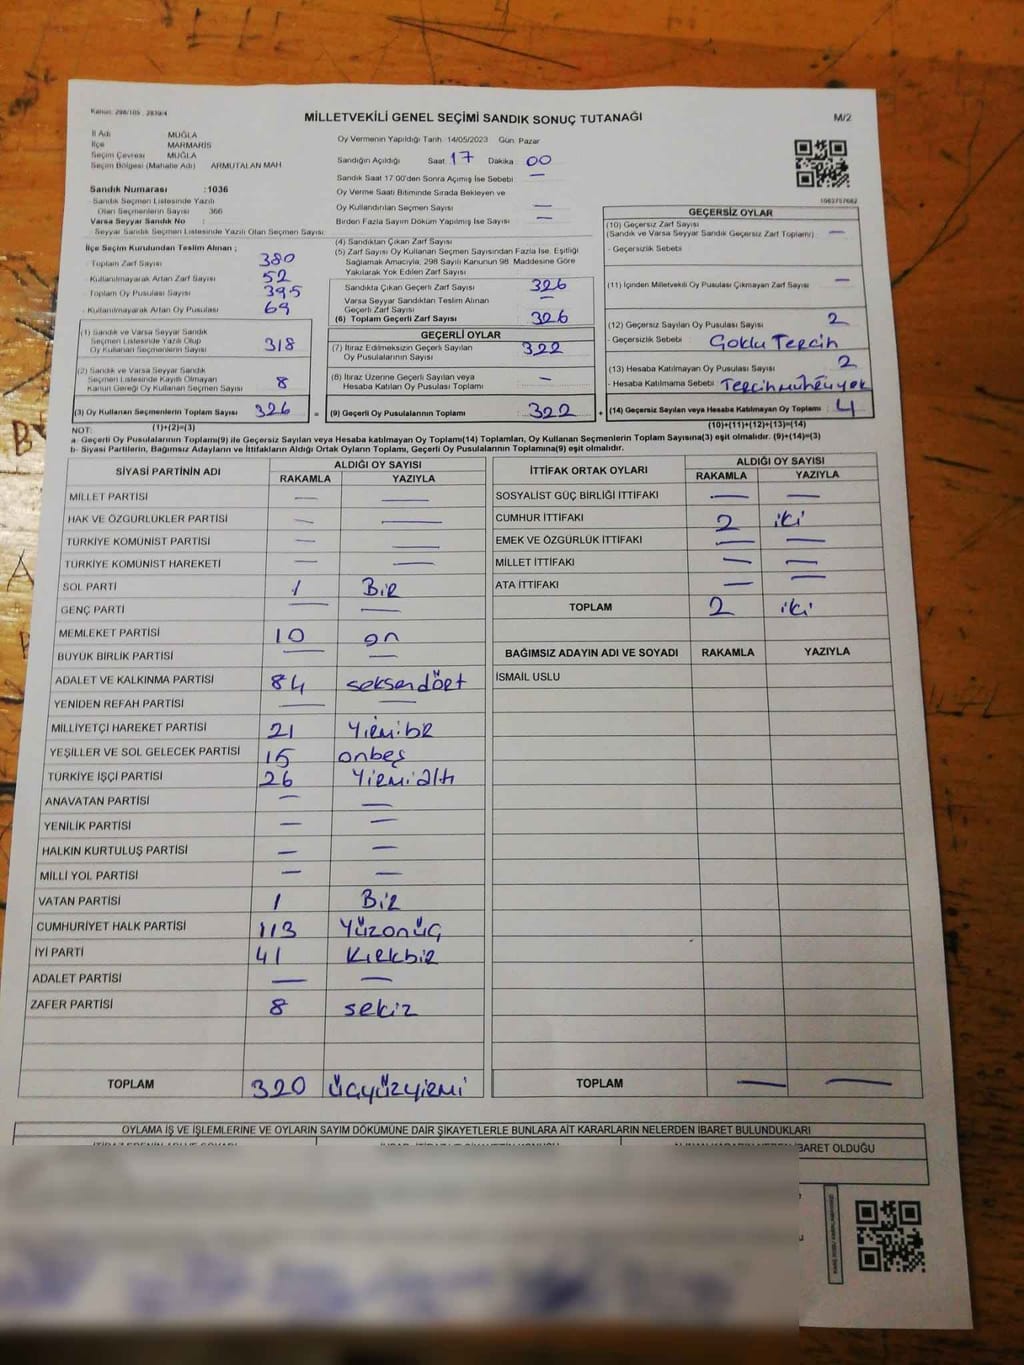 Kanun: 298/105 , 2839/4
MİLLETVEKİLİ GENEL SEÇİMİ SANDIK SONUÇ TUTANAĞI
M/2
İl Adı MUĞLA
İlçe MARMARİS
Seçim Çevresi MUĞLA
Seçim Bölgesi (Mahalle Adı) ARMUTALAN MAH
Sandık Numarası :1036
- Sandık Seçmen Listesinde Yazılı
Olan Seçmenlerin Sayısı 366
Varsa Seyyar Sandık No :
- Seyyar Sandık Seçmen Listesinde Yazılı Olan Seçmen Sayısı:
İlçe Seçim Kurulundan Teslim Alınan ;
- Toplam Zarf Sayısı 380
- Kullanılmayarak Artan Zarf Sayısı 52
- Toplam Oy Pusulası Sayısı 395
- Kullanılmayarak Artan Oy Pusulası 69
(1) Sandık ve Varsa Seyyar Sandık
Seçmen Listesinde Yazılı Olup
Oy Kullanan Seçmenlerin Sayısı 318
(2) Sandık ve Varsa Seyyar Sandık
Seçmen Listesinde Kayıtlı Olmayan
Kanun Gereği Oy Kullanan Seçmen Sayısı 8
(3) Oy Kullanan Seçmenlerin Toplam Sayısı 326 =
(1)+(2)=(3)
Oy Vermenin Yapıldığı Tarih 14/05/2023 Gün: Pazar
Sandığın Açıldığı Saat 17 Dakika 00
Sandık Saat 17:00'den Sonra Açımış İse Sebebi —
Oy Verme Saati Bitiminde Sırada Bekleyen ve
Oy Kullandırılan Seçmen Sayısı —
Birden Fazla Sayım Döküm Yapılmış İse Sayısı —
(4) Sandıktan Çıkan Zarf Sayısı
(5) Zarf Sayısı Oy Kullanan Seçmen Sayısından Fazla İse, Eşitliği
Sağlamak Amacıyla, 298 Sayılı Kanunun 98. Maddesine Göre
Yakılarak Yok Edilen Zarf Sayısı
Sandıkta Çıkan Geçerli Zarf Sayısı 326
Varsa Seyyar Sandıktan Teslim Alınan
Geçerli Zarf Sayısı —
(6) Toplam Geçerli Zarf Sayısı 326
GEÇERLİ OYLAR
(7) İtiraz Edilmeksizin Geçerli Sayılan
Oy Pusulalarının Sayısı 322
(8) İtiraz Üzerine Geçerli Sayılan veya
Hesaba Katılan Oy Pusulası Toplamı —
(9) Geçerli Oy Pusulalarının Toplamı 322 +
1063757662
GEÇERSİZ OYLAR
(10) Geçersiz Zarf Sayısı
(Sandık ve Varsa Seyyar Sandık Geçersiz Zarf Toplamı) —
- Geçersizlik Sebebi
(11) İçinden Milletvekili Oy Pusulası Çıkmayan Zarf Sayısı —
(12) Geçersiz Sayılan Oy Pusulası Sayısı 2
- Geçersizlik Sebebi Çoklu Tercih
(13) Hesaba Katılmayan Oy Pusulası Sayısı 2
- Hesaba Katılmama Sebebi Tercih mührü yok
(14) Geçersiz Sayılan veya Hesaba Katılmayan Oy Toplamı 4
(10)+(11)+(12)+(13)=(14)
NOT:
a- Geçerli Oy Pusulalarının Toplamı(9) ile Geçersiz Sayılan veya Hesaba katılmayan Oy Toplamı(14) Toplamları, Oy Kullanan Seçmenlerin Toplam Sayısına(3) eşit olmalıdır. (9)+(14)=(3)
b- Siyasi Partilerin, Bağımsız Adayların ve İttifakların Aldığı Ortak Oyların Toplamı, Geçerli Oy Pusulalarının Toplamına(9) eşit olmalıdır.
SİYASİ PARTİNİN ADI ALDIĞI OY SAYISI
RAKAMLA YAZIYLA
MİLLET PARTİSİ — —
HAK VE ÖZGÜRLÜKLER PARTİSİ — —
TÜRKİYE KOMÜNİST PARTİSİ — —
TÜRKİYE KOMÜNİST HAREKETİ — —
SOL PARTİ 1 Bir
GENÇ PARTİ — —
MEMLEKET PARTİSİ 10 on
BÜYÜK BİRLİK PARTİSİ — —
ADALET VE KALKINMA PARTİSİ 84 seksendört
YENİDEN REFAH PARTİSİ — —
MİLLİYETÇİ HAREKET PARTİSİ 21 Yirmibir
YEŞİLLER VE SOL GELECEK PARTİSİ 15 onbeş
TÜRKİYE İŞÇİ PARTİSİ 26 Yirmialtı
ANAVATAN PARTİSİ — —
YENİLİK PARTİSİ — —
HALKIN KURTULUŞ PARTİSİ — —
MİLLİ YOL PARTİSİ — —
VATAN PARTİSİ 1 Bir
CUMHURİYET HALK PARTİSİ 113 Yüzonüç
İYİ PARTİ 41 Kırkbir
ADALET PARTİSİ — —
ZAFER PARTİSİ 8 sekiz
TOPLAM 320 üçyüzyirmi
İTTİFAK ORTAK OYLARI ALDIĞI OY SAYISI
RAKAMLA YAZIYLA
SOSYALİST GÜÇ BİRLİĞİ İTTİFAKI — —
CUMHUR İTTİFAKI 2 iki
EMEK VE ÖZGÜRLÜK İTTİFAKI — —
MİLLET İTTİFAKI — —
ATA İTTİFAKI — —
TOPLAM 2 iki
BAĞIMSIZ ADAYIN ADI VE SOYADI RAKAMLA YAZIYLA
İSMAİL USLU
TOPLAM — —
OYLAMA İŞ VE İŞLEMLERİNE VE OYLARIN SAYIM DÖKÜMÜNE DAİR ŞİKAYETLERLE BUNLARA AİT KARARLARIN NELERDEN İBARET BULUNDUKLARI
İBARET OLDUĞU